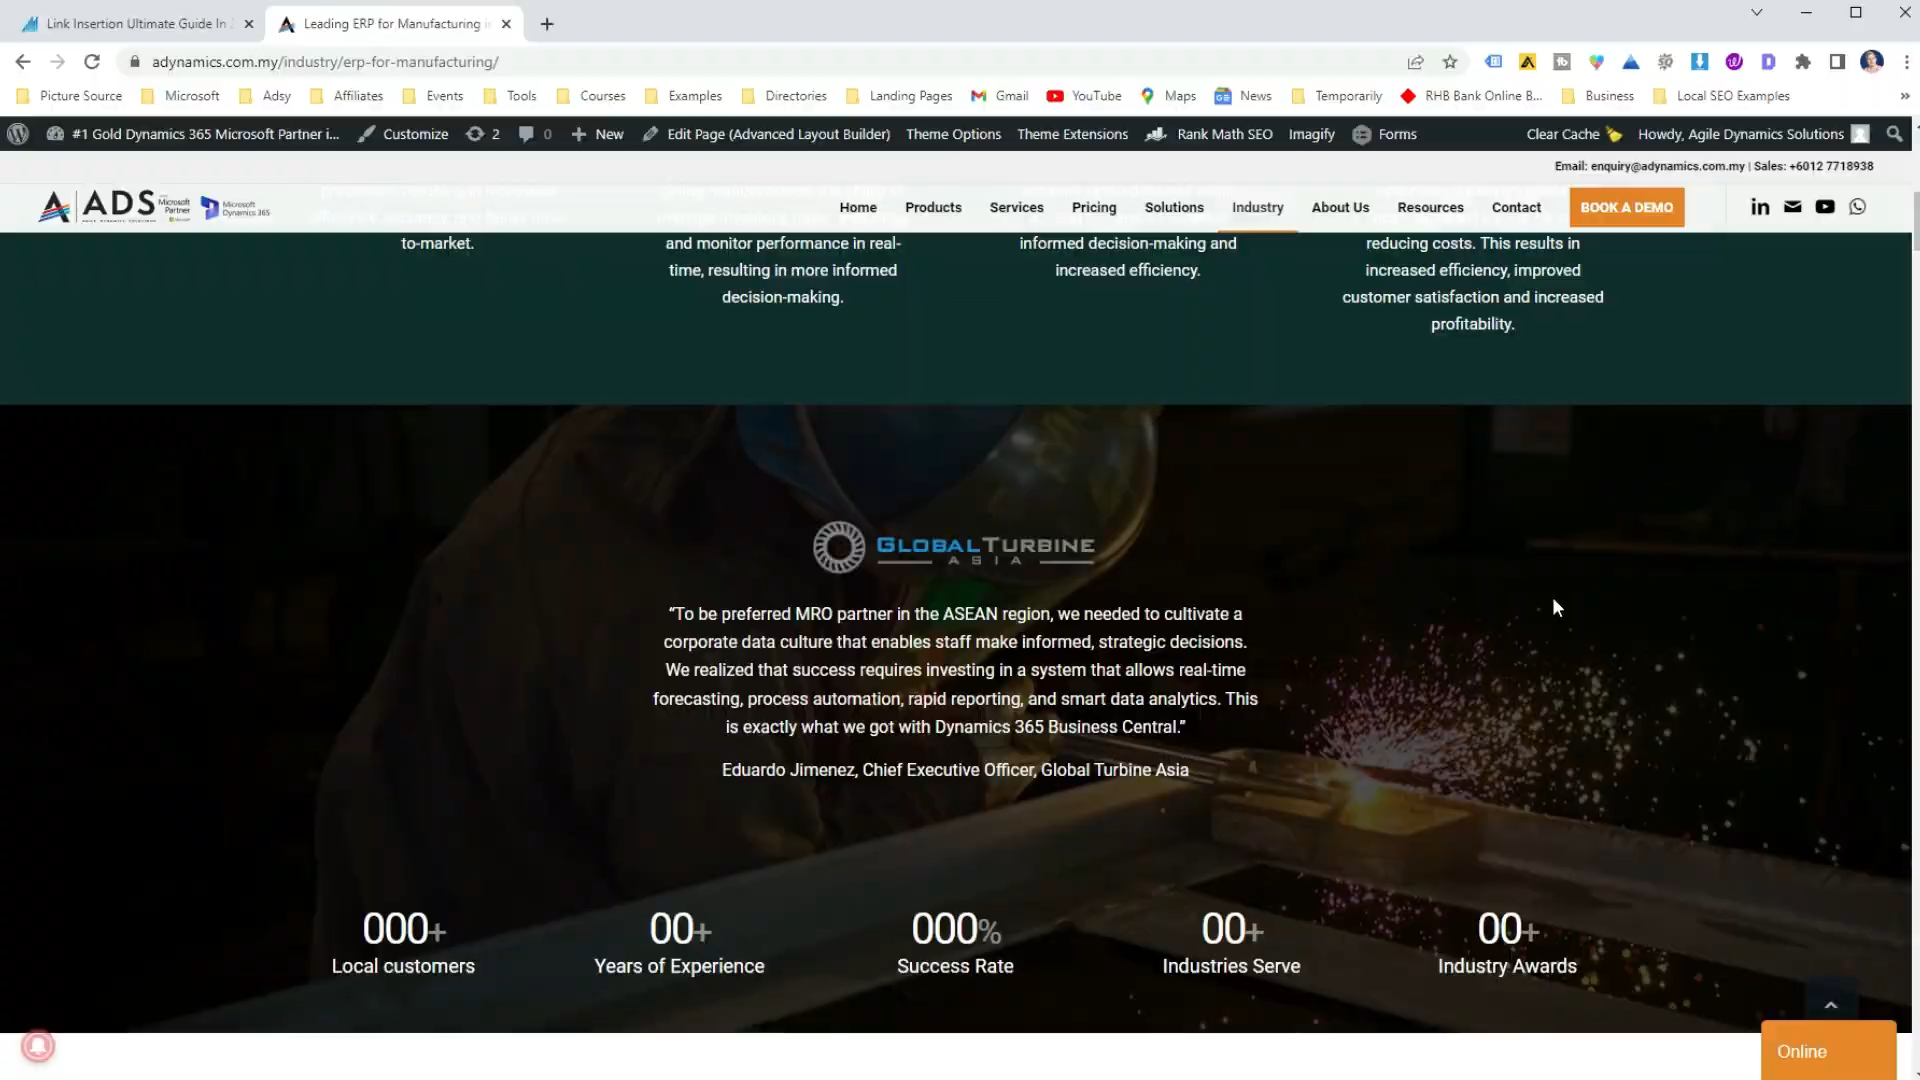 Link Insertion Ultimate Guide In
Leading ERP for Manufacturing i
adynamics.com.my/industry/erp-for-manufacturing/
Picture Source
Microsoft
Adsy
Affiliates
Events
Tools
Courses
Examples
Directories
Landing Pages
Gmail
YouTube
Maps
News
Temporarily
RHB Bank Online B...
Business
Local SEO Examples
»
#1 Gold Dynamics 365 Microsoft Partner i...
Customize
2
0
New
Edit Page (Advanced Layout Builder)
Theme Options
Theme Extensions
Rank Math SEO
Imagify
Forms
Clear Cache
Howdy, Agile Dynamics Solutions
Email: enquiry@adynamics.com.my | Sales: +6012 7718938
ADS
Microsoft
Partner
Microsoft
Dynamics 365
Home
Products
Services
Pricing
Solutions
Industry
About Us
Resources
Contact
BOOK A DEMO
to-market.
and monitor performance in real-
time, resulting in more informed
decision-making.
informed decision-making and
increased efficiency.
reducing costs. This results in
increased efficiency, improved
customer satisfaction and increased
profitability.
GLOBALTURBINE
ASIA
“To be preferred MRO partner in the ASEAN region, we needed to cultivate a
corporate data culture that enables staff make informed, strategic decisions.
We realized that success requires investing in a system that allows real-time
forecasting, process automation, rapid reporting, and smart data analytics. This
is exactly what we got with Dynamics 365 Business Central.”
Eduardo Jimenez, Chief Executive Officer, Global Turbine Asia
000+
Local customers
00+
Years of Experience
000%
Success Rate
00+
Industries Serve
00+
Industry Awards
Online